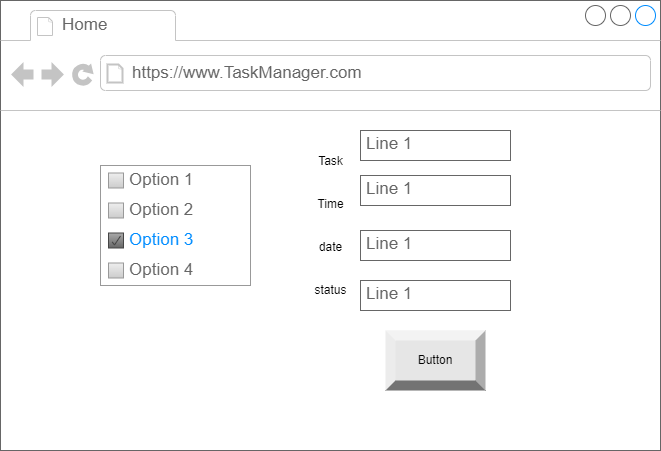 Home
https://www.TaskManager.com
Option 1
Option 2
Option 3
Option 4
Task
Line 1
Time
Line 1
date
Line 1
status
Line 1
Button